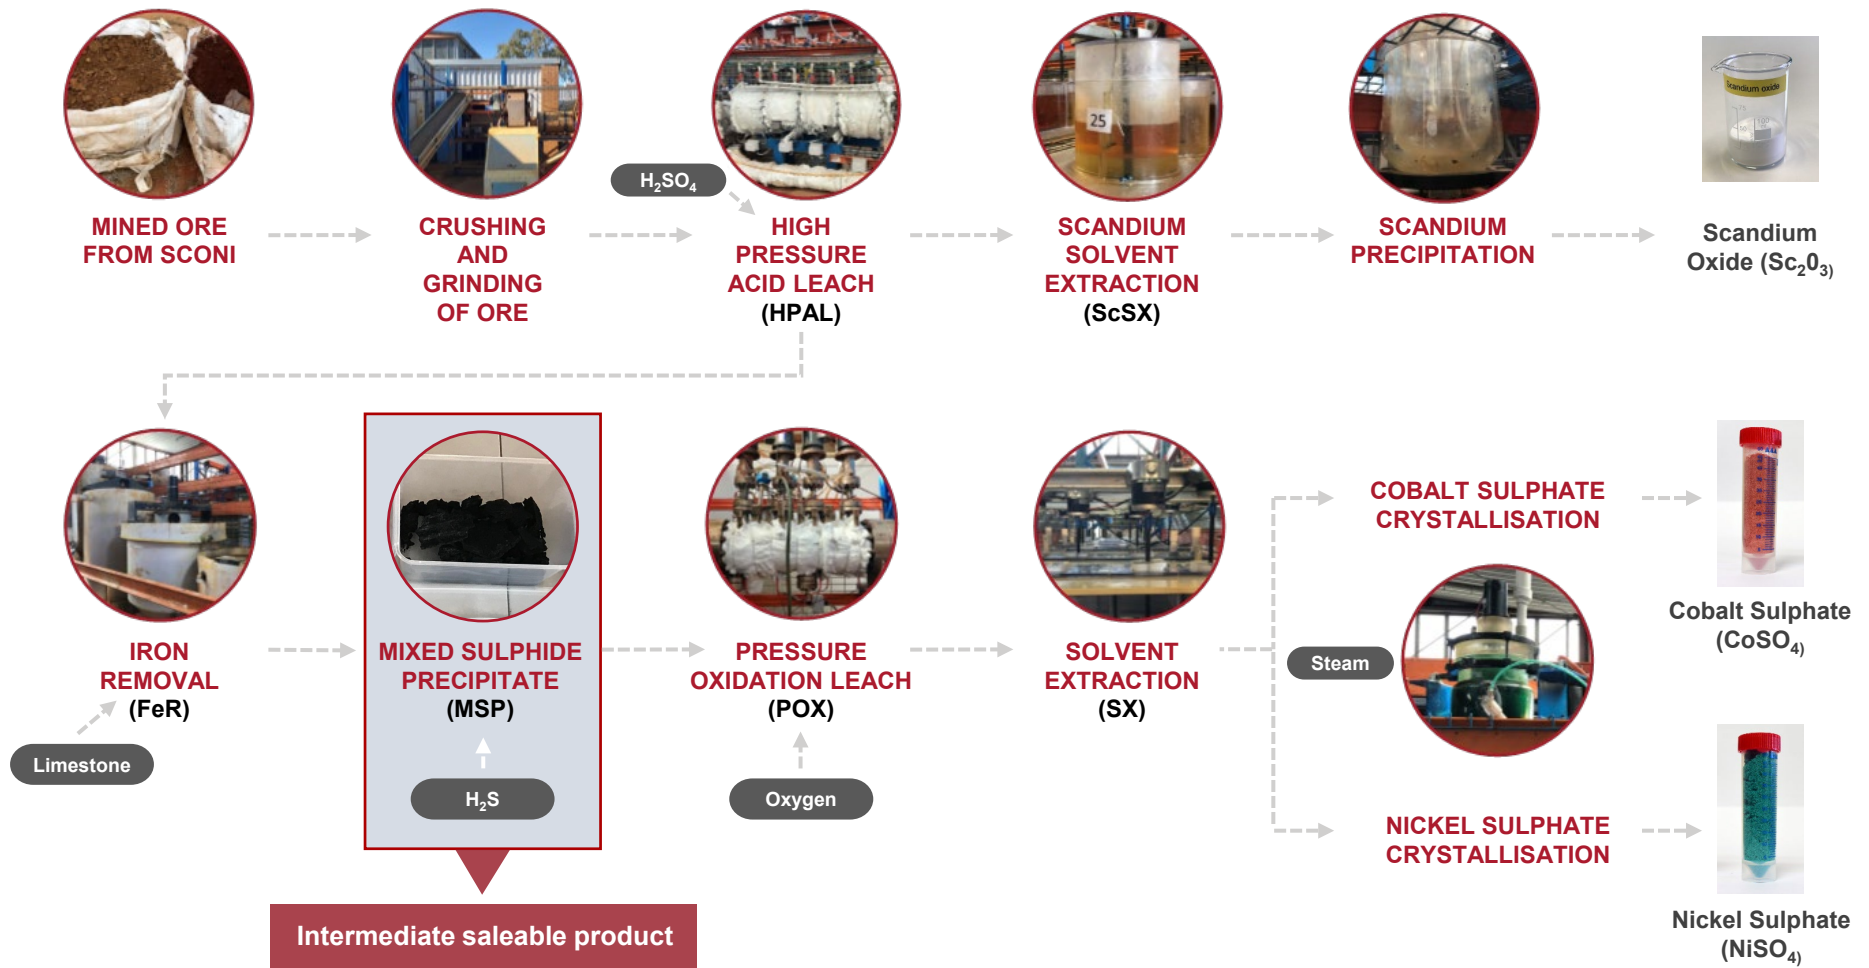 Scandium oxide
25
H₂SO₄
MINED ORE
FROM SCONI
CRUSHING
AND
GRINDING
OF ORE
HIGH
PRESSURE
ACID LEACH
(HPAL)
SCANDIUM
SOLVENT
EXTRACTION
(ScSX)
SCANDIUM
PRECIPITATION
Scandium
Oxide (Sc₂0₃)
IRON
REMOVAL
(FeR)
Limestone
MIXED SULPHIDE
PRECIPITATE
(MSP)
H₂S
PRESSURE
OXIDATION LEACH
(POX)
Oxygen
SOLVENT
EXTRACTION
(SX)
COBALT SULPHATE
CRYSTALLISATION
Steam
Cobalt Sulphate
(CoSO₄)
NICKEL SULPHATE
CRYSTALLISATION
Nickel Sulphate
(NiSO₄)
Intermediate saleable product